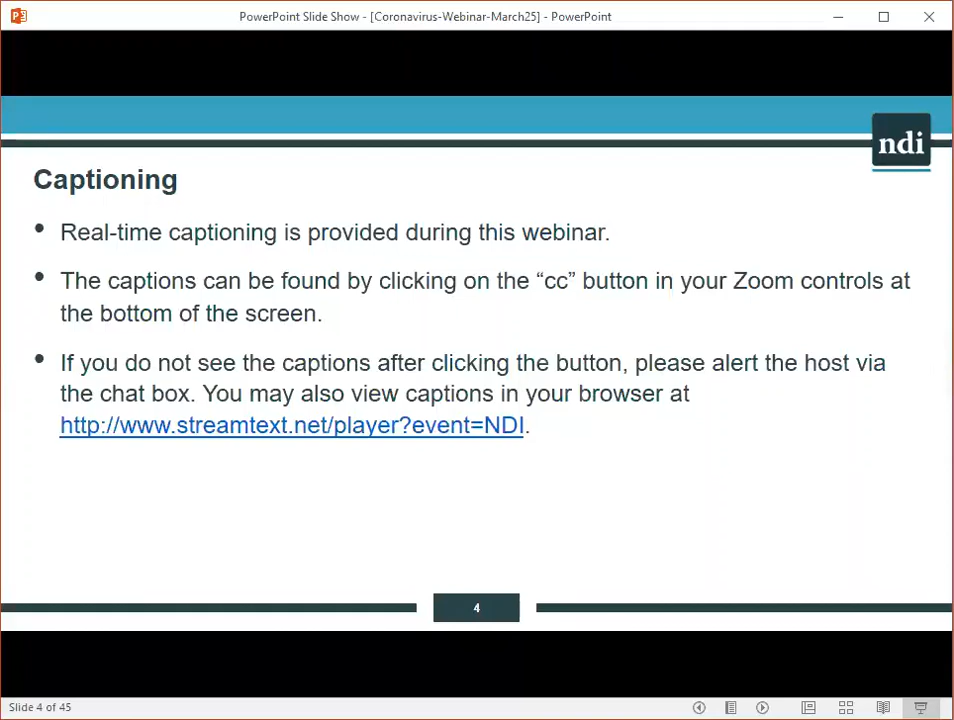 PowerPoint Slide Show - [Coronavirus-Webinar-March25] - PowerPoint
ndi
Captioning
• Real-time captioning is provided during this webinar.
• The captions can be found by clicking on the “cc” button in your Zoom controls at
the bottom of the screen.
• If you do not see the captions after clicking the button, please alert the host via
the chat box. You may also view captions in your browser at
http://www.streamtext.net/player?event=NDI.
4
Slide 4 of 45